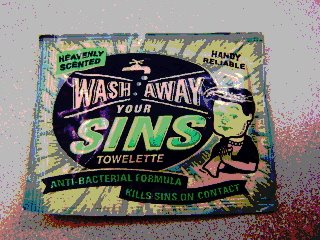 HEAVENLY
SCENTED
HANDY
RELIABLE
WASH AWAY
YOUR
SINS
TOWELETTE
ANTI-BACTERIAL FORMULA
KILLS SINS ON CONTACT